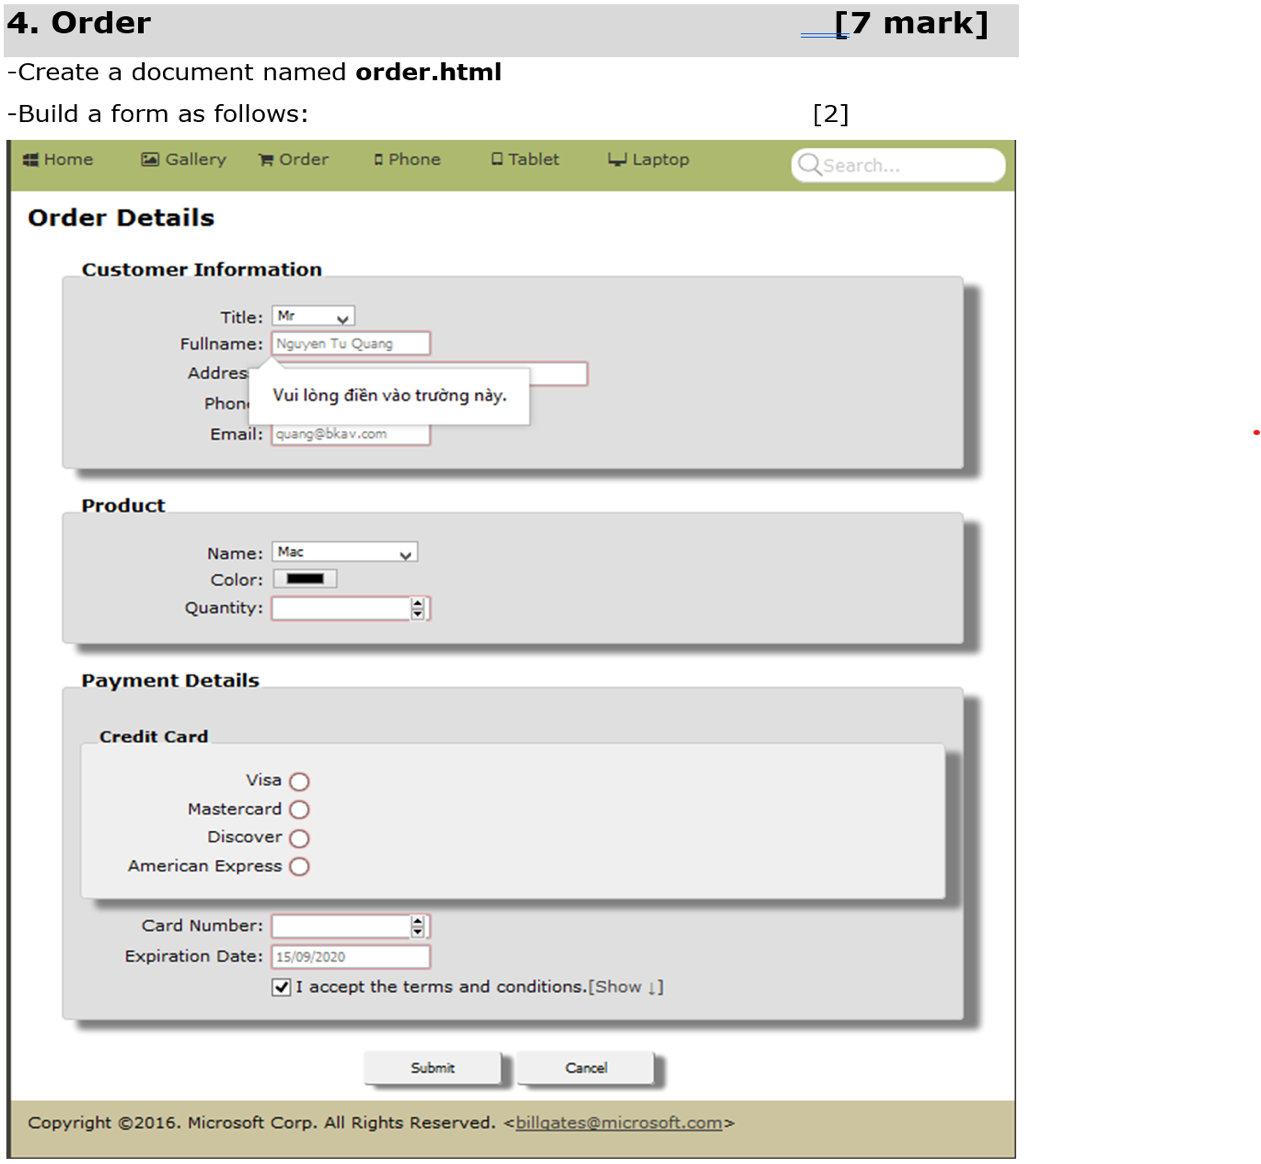 4. Order [7 mark]
-Create a document named order.html
-Build a form as follows: [2]
Home Gallery Order Phone Tablet Laptop Search...
Order Details
Customer Information
Title: Mr
Fullname: Nguyen Tu Quang
Addres
Vui lòng điền vào trường này.
Phon
Email: quang@bkav.com
Product
Name: Mac
Color:
Quantity:
Payment Details
Credit Card
Visa
Mastercard
Discover
American Express
Card Number:
Expiration Date: 15/09/2020
I accept the terms and conditions.[Show ↓]
Submit Cancel
Copyright ©2016. Microsoft Corp. All Rights Reserved. <billgates@microsoft.com>